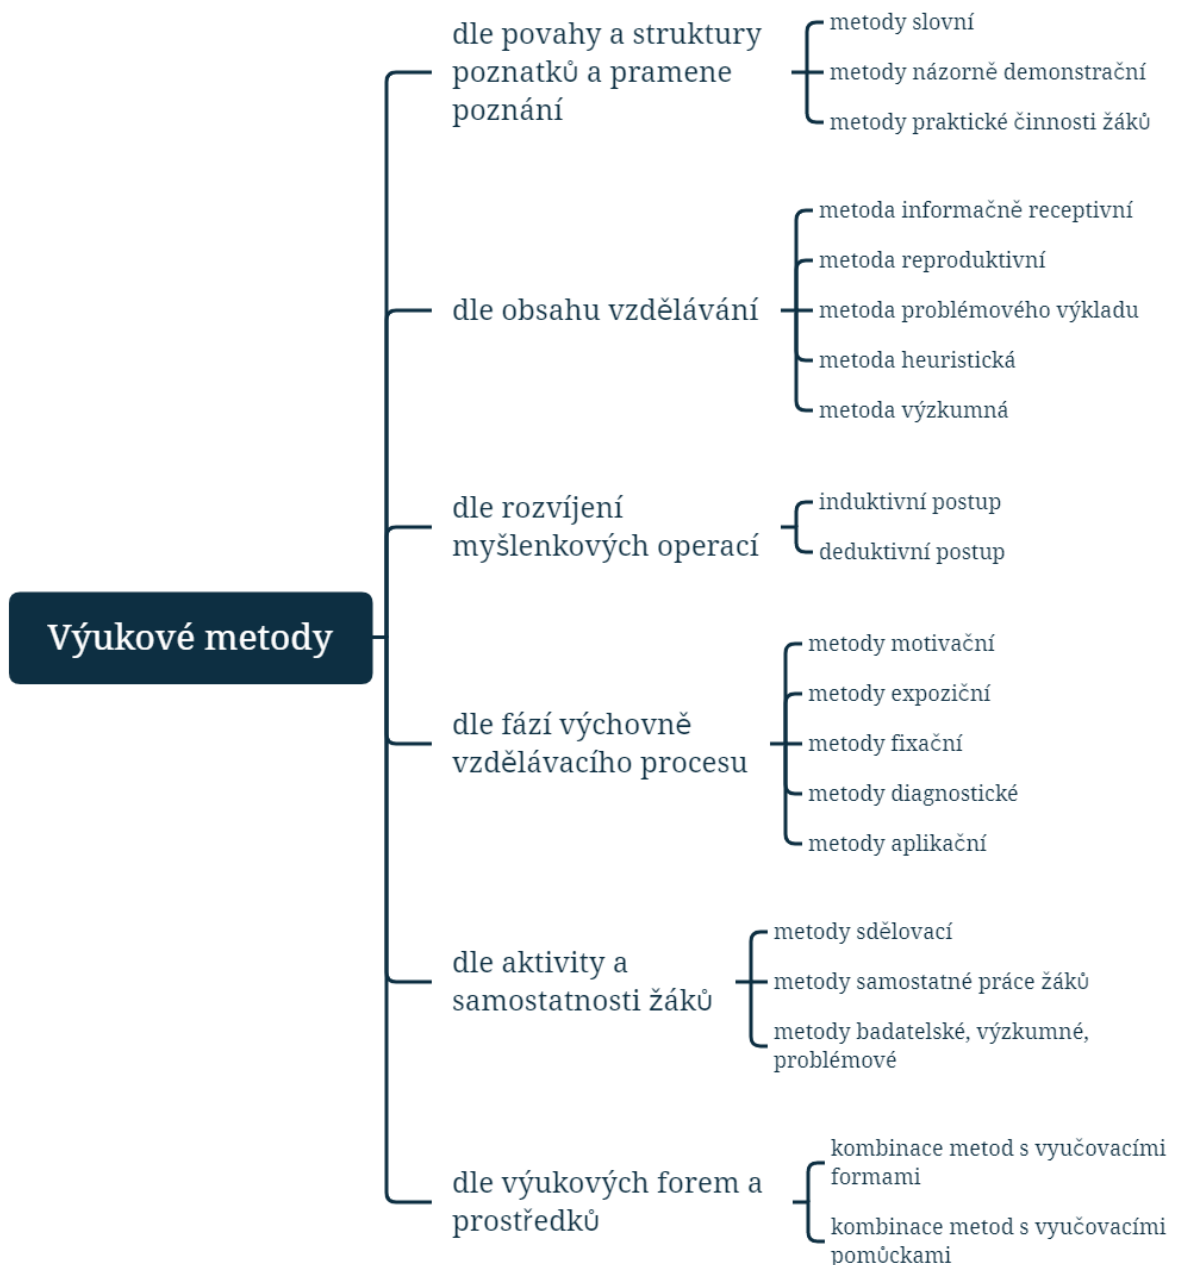 Výukové metody
dle povahy a struktury
poznatků a pramene
poznání
metody slovní
metody názorně demonstrační
metody praktické činnosti žáků
dle obsahu vzdělávání
metoda informačně receptivní
metoda reproduktivní
metoda problémového výkladu
metoda heuristická
metoda výzkumná
dle rozvíjení
myšlenkových operací
induktivní postup
deduktivní postup
dle fází výchovně
vzdělávacího procesu
metody motivační
metody expoziční
metody fixační
metody diagnostické
metody aplikační
dle aktivity a
samostatnosti žáků
metody sdělovací
metody samostatné práce žáků
metody badatelské, výzkumné,
problémové
dle výukových forem a
prostředků
kombinace metod s vyučovacími
formami
kombinace metod s vyučovacími
pomůckami